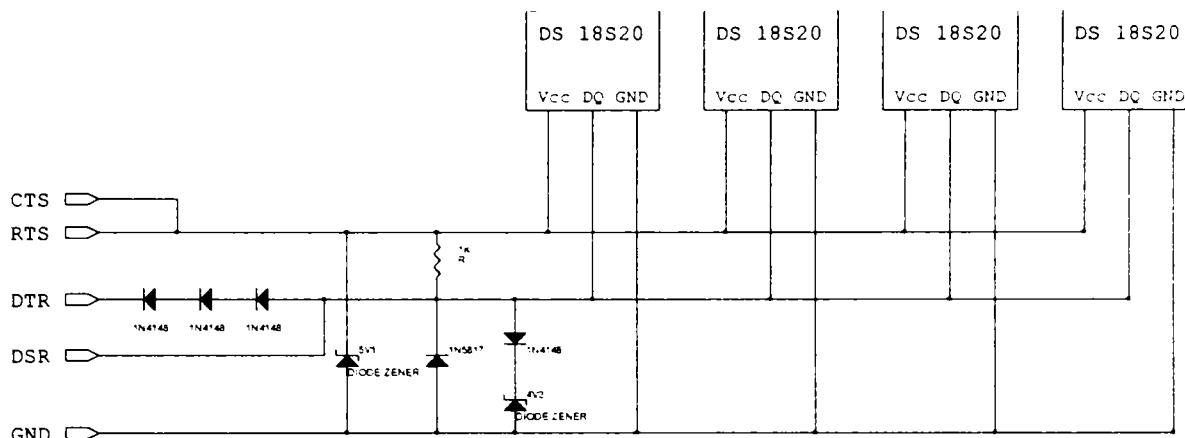 DS 18S20 DS 18S20 DS 18S20 DS 18S20
Vcc DQ GND Vcc DQ GND Vcc DQ GND Vcc DQ GND
CTS
RTS
1K
R
DTR
1N4148 1N4148 1N4148
DSR
5V1
DIODE ZENER
1N5817
1N4148
4V2
DIODE ZENER
GND